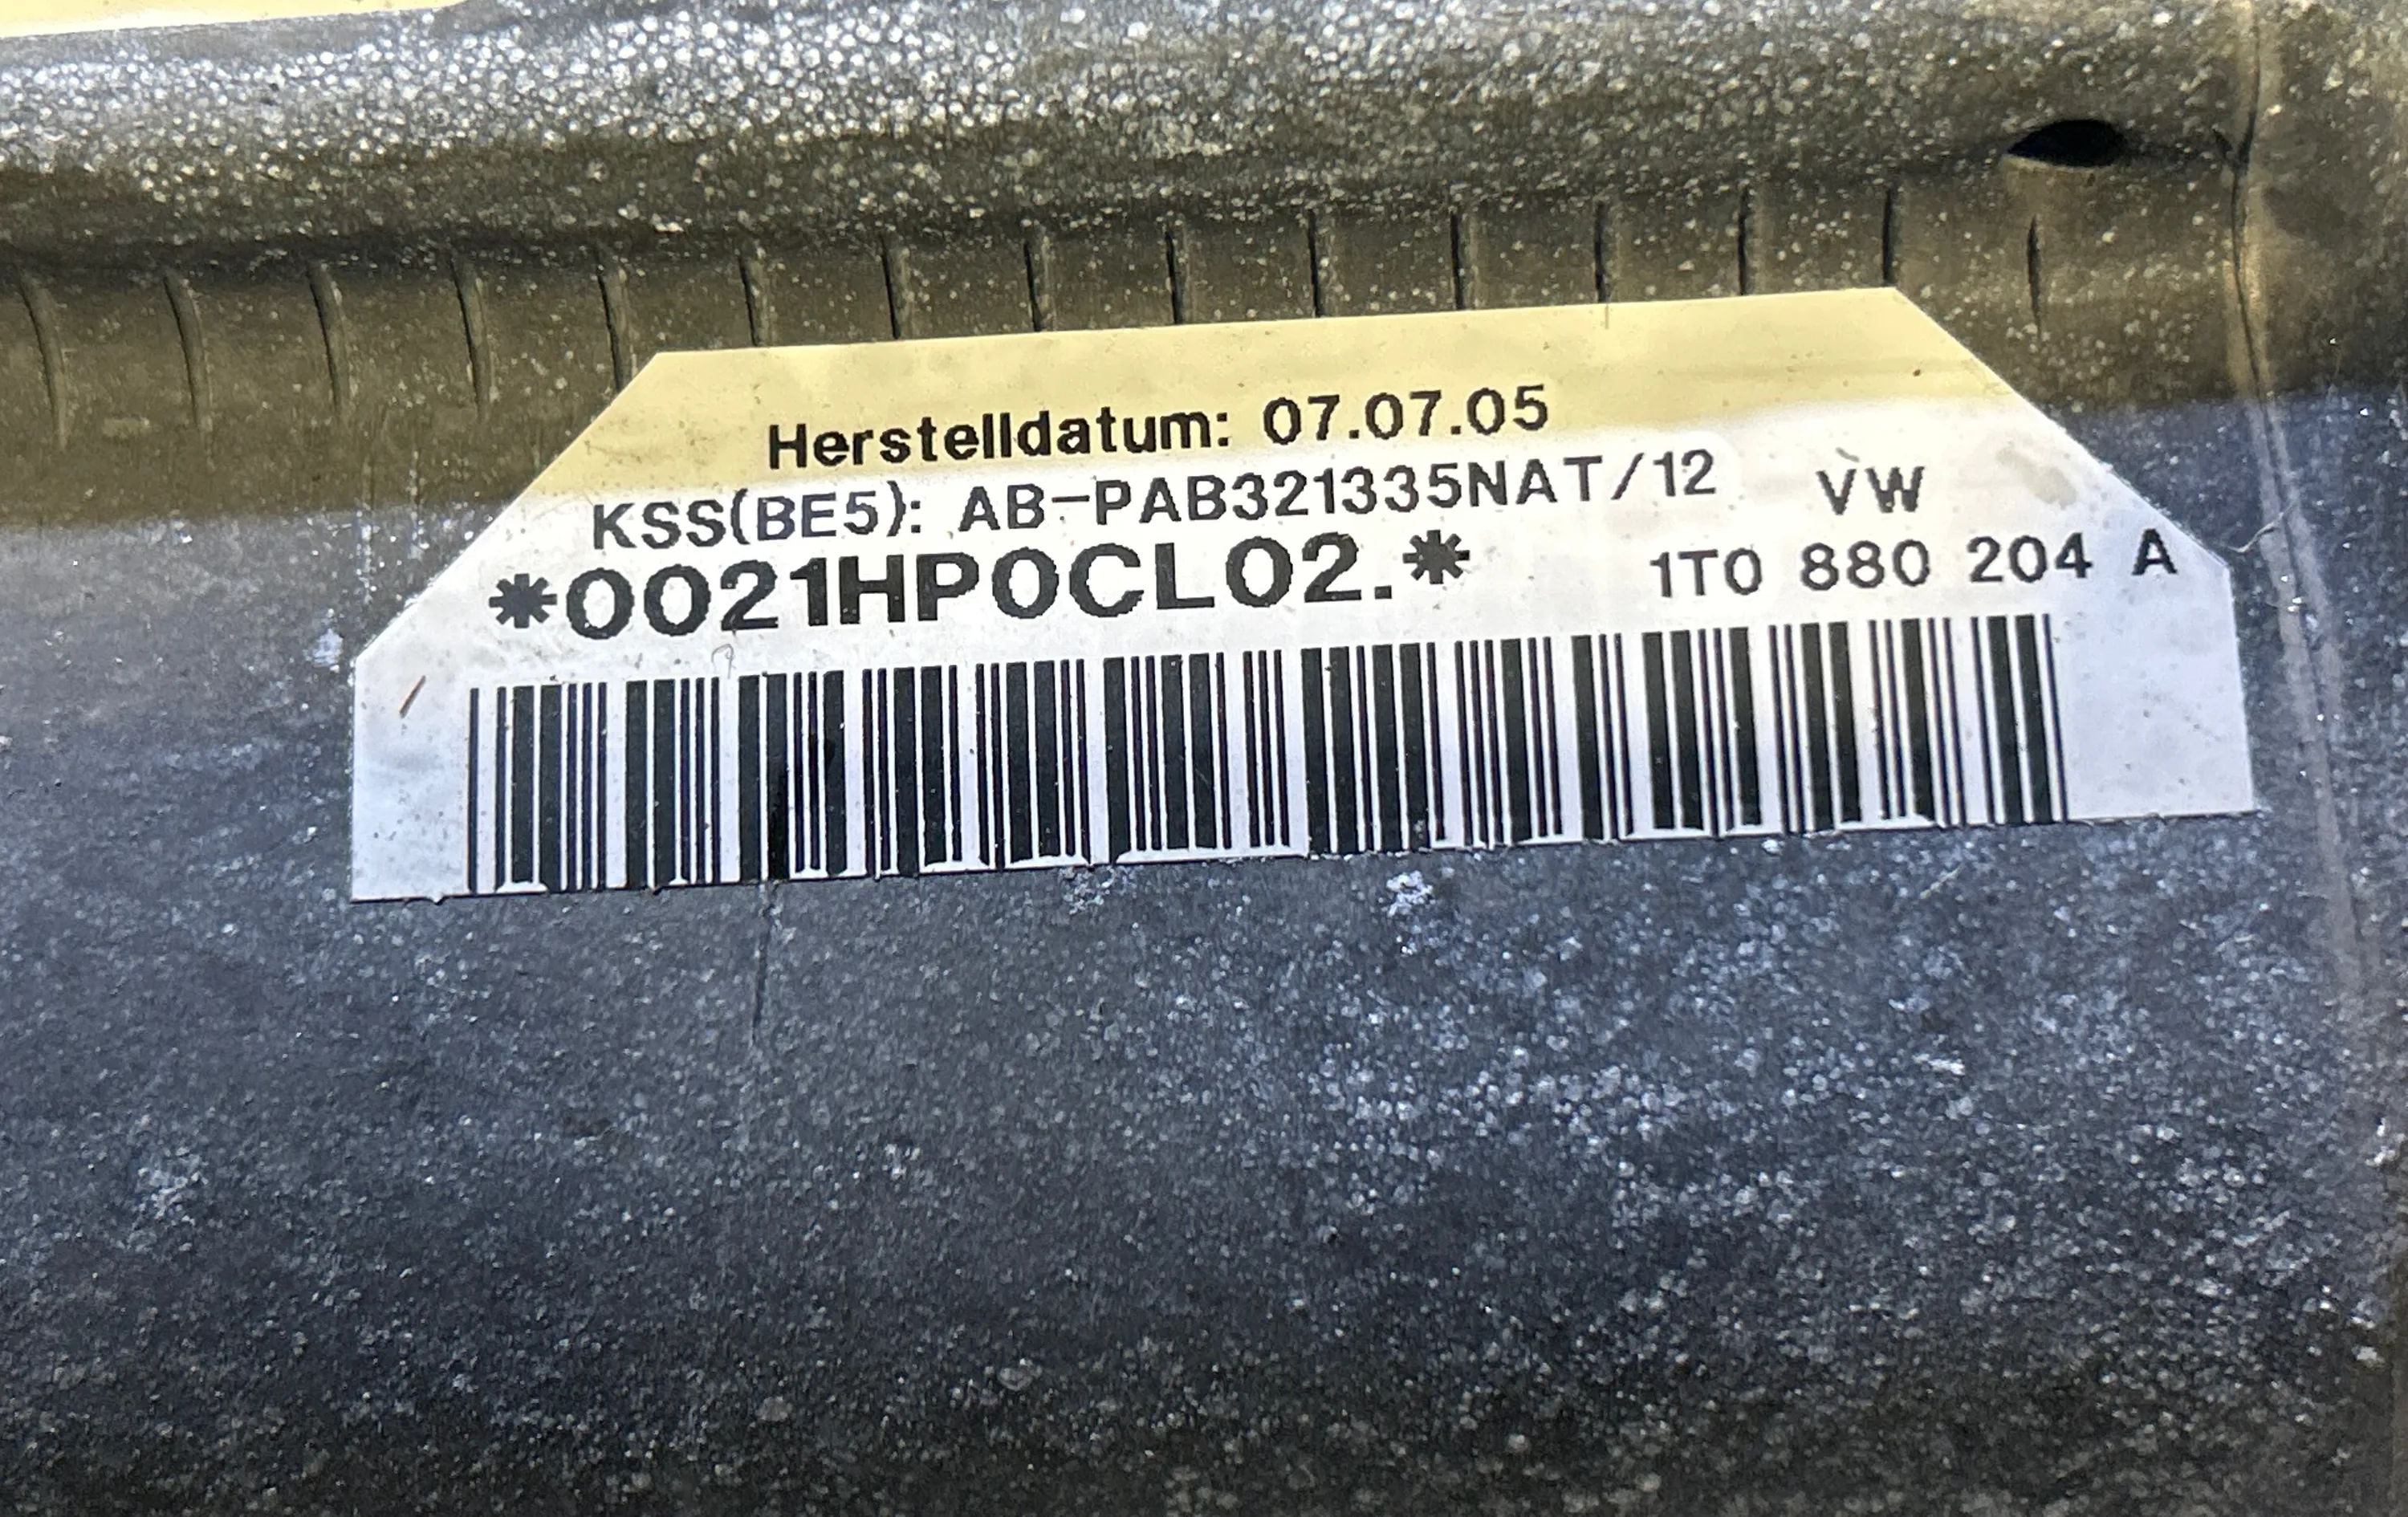 Herstelldatum: 07.07.05
KSS(BE5): AB-PAB321335NAT/12 VW
*0021HP0CL02.* 1T0 880 204 A